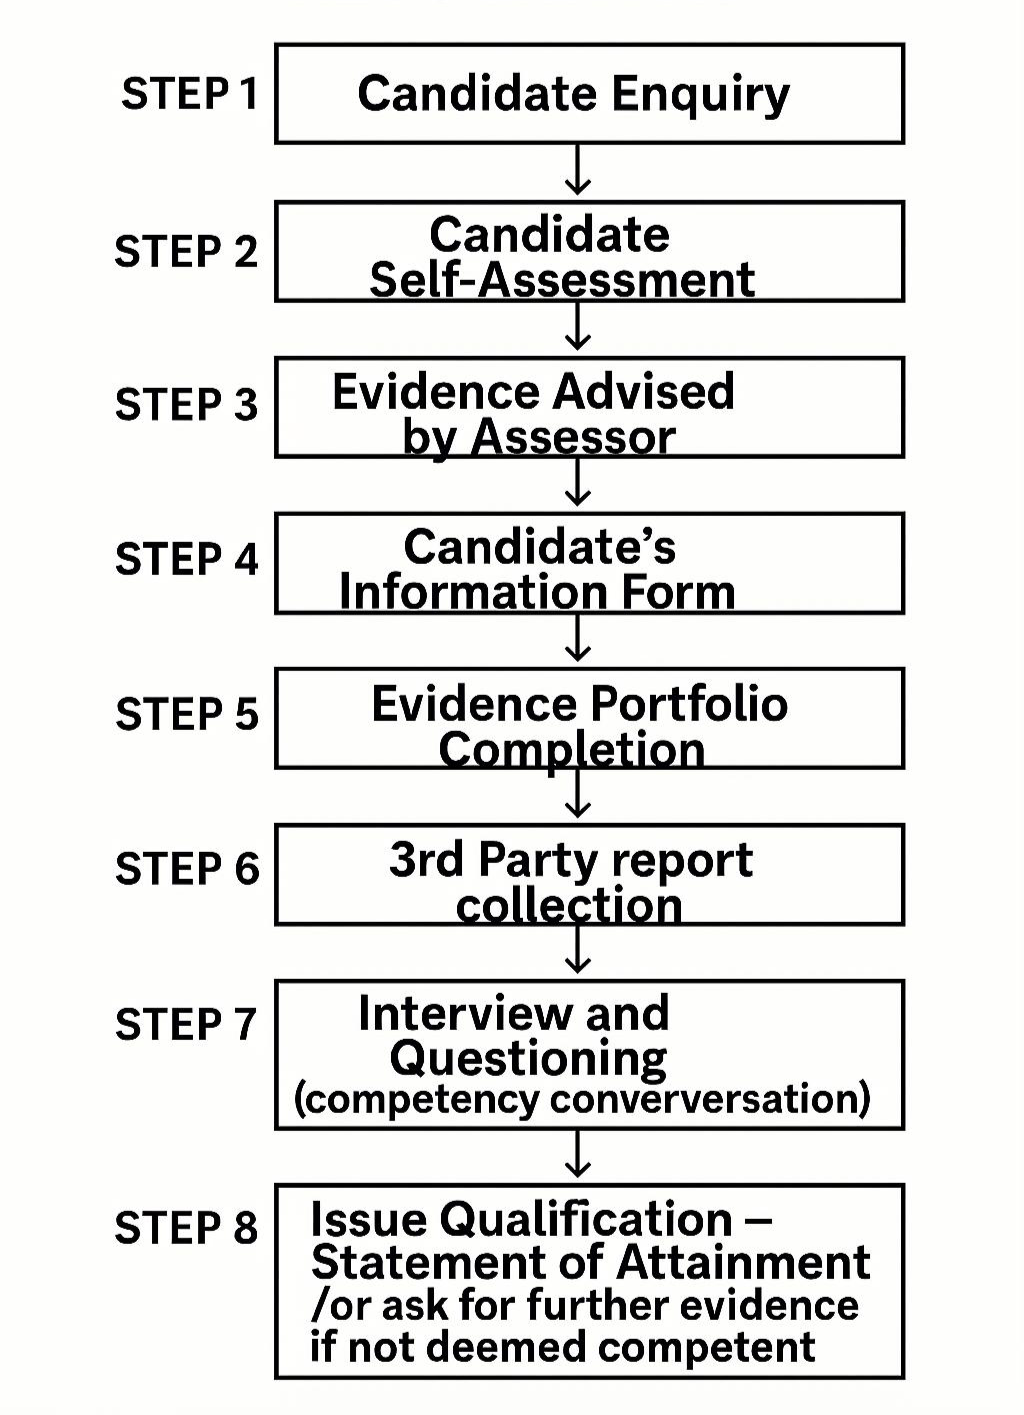 STEP 1
Candidate Enquiry
STEP 2
Candidate
Self-Assessment
STEP 3
Evidence Advised
by Assessor
STEP 4
Candidate’s
Information Form
STEP 5
Evidence Portfolio
Completion
STEP 6
3rd Party report
collection
STEP 7
Interview and
Questioning
(competency converversation)
STEP 8
Issue Qualification –
Statement of Attainment
/or ask for further evidence
if not deemed competent